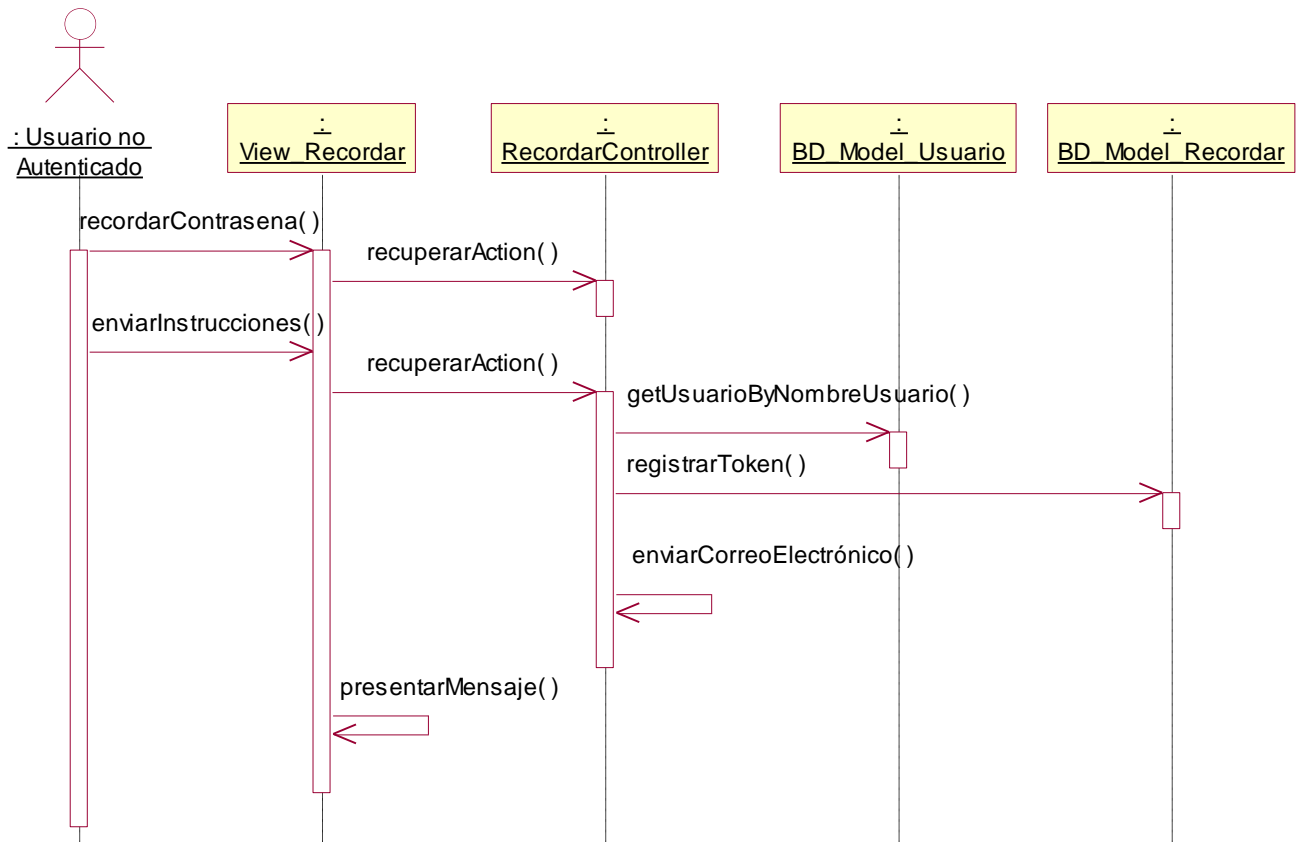 : Usuario no
Autenticado
:
View_Recordar
:
RecordarController
:
BD_Model_Usuario
:
BD_Model_Recordar
recordarContrasena( )
recuperarAction( )
enviarInstrucciones( )
recuperarAction( )
getUsuarioByNombreUsuario( )
registrarToken( )
enviarCorreoElectrónico( )
presentarMensaje( )